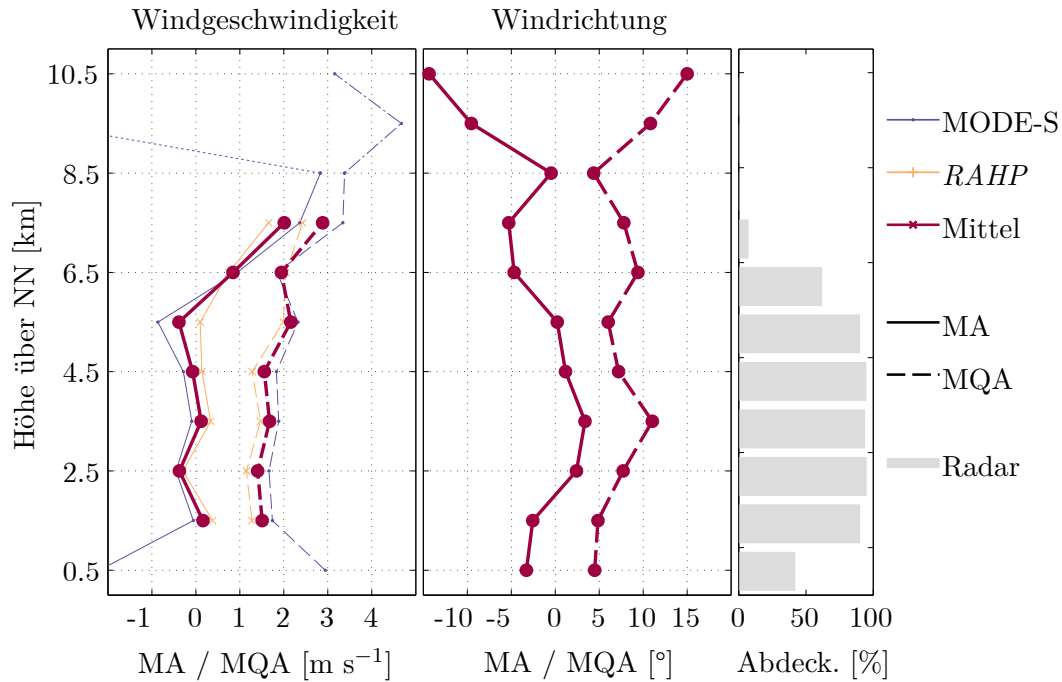 Windgeschwindigkeit
Windrichtung
Höhe über NN [km]
10.5
8.5
6.5
4.5
2.5
0.5
-1 0 1 2 3 4
-10 -5 0 5 10 15
0 100
MA / MQA [m s⁻¹]
MA / MQA [°]
Abdeck. [%]
MODE-S
RAHP
Mittel
MA
MQA
Radar